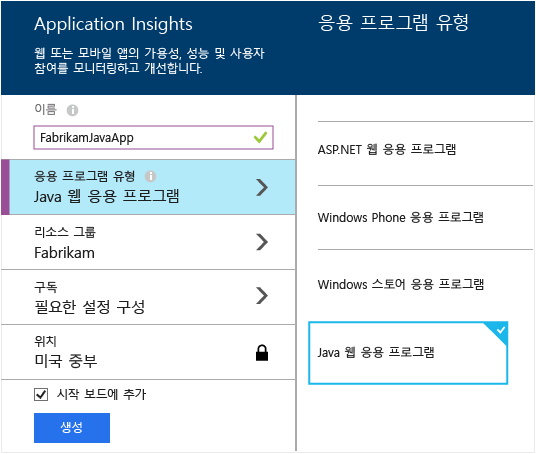 Application Insights
웹 또는 모바일 앱의 가용성, 성능 및 사용자
참여를 모니터링하고 개선합니다.
이름
FabrikamJavaApp
응용 프로그램 유형
Java 웹 응용 프로그램
리소스 그룹
Fabrikam
구독
필요한 설정 구성
위치
미국 중부
시작 보드에 추가
생성
응용 프로그램 유형
ASP.NET 웹 응용 프로그램
Windows Phone 응용 프로그램
Windows 스토어 응용 프로그램
Java 웹 응용 프로그램